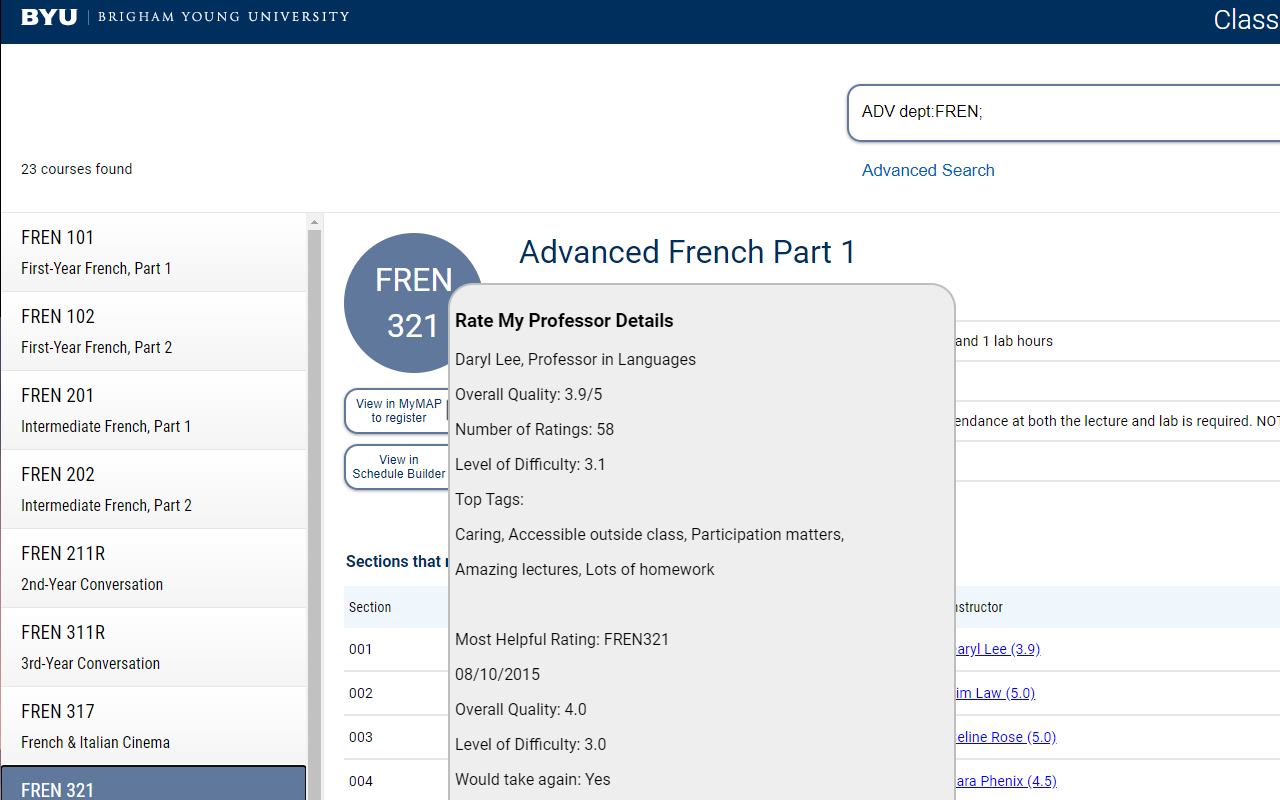 BYU BRIGHAM YOUNG UNIVERSITY
Class
ADV dept:FREN;
23 courses found
Advanced Search
FREN 101
First-Year French, Part 1
FREN 102
First-Year French, Part 2
FREN 201
Intermediate French, Part 1
FREN 202
Intermediate French, Part 2
FREN 211R
2nd-Year Conversation
FREN 311R
3rd-Year Conversation
FREN 317
French & Italian Cinema
FREN 321
FREN
321
Advanced French Part 1
View in MyMAP
to register
View in
Schedule Builder
and 1 lab hours
endance at both the lecture and lab is required. NOT
Rate My Professor Details
Daryl Lee, Professor in Languages
Overall Quality: 3.9/5
Number of Ratings: 58
Level of Difficulty: 3.1
Top Tags:
Caring, Accessible outside class, Participation matters,
Amazing lectures, Lots of homework
Most Helpful Rating: FREN321
08/10/2015
Overall Quality: 4.0
Level of Difficulty: 3.0
Would take again: Yes
Sections that
Section
nstructor
001
aryl Lee (3.9)
002
im Law (5.0)
003
eline Rose (5.0)
004
ara Phenix (4.5)